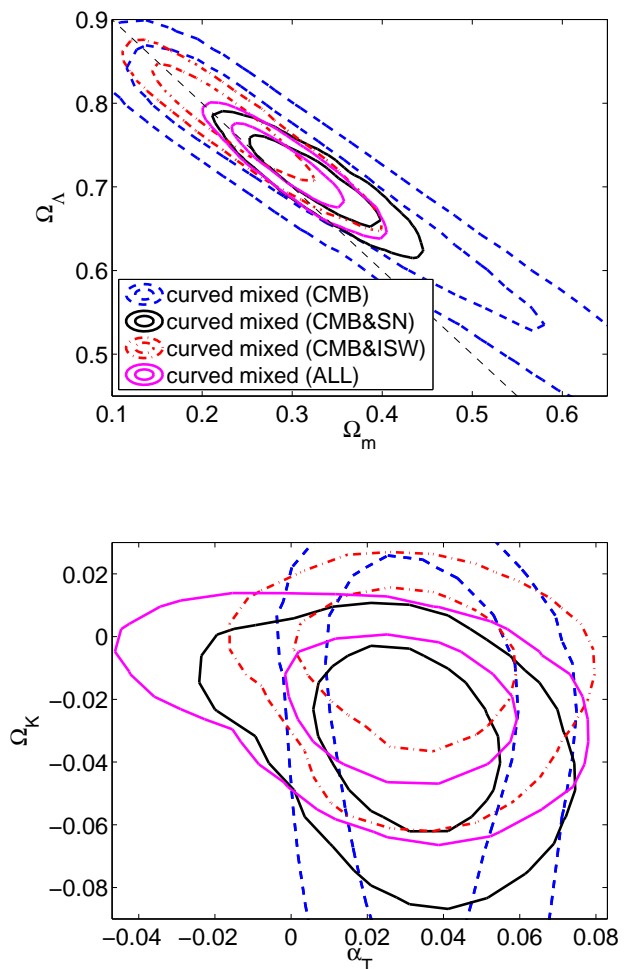 0.9
0.8
0.7
0.6
0.5
Ω_Λ
curved mixed (CMB)
curved mixed (CMB&SN)
curved mixed (CMB&ISW)
curved mixed (ALL)
0.1 0.2 0.3 0.4 0.5 0.6
Ω_m
0.02
0
−0.02
−0.04
−0.06
−0.08
Ω_K
−0.04 −0.02 0 0.02 0.04 0.06 0.08
α_T